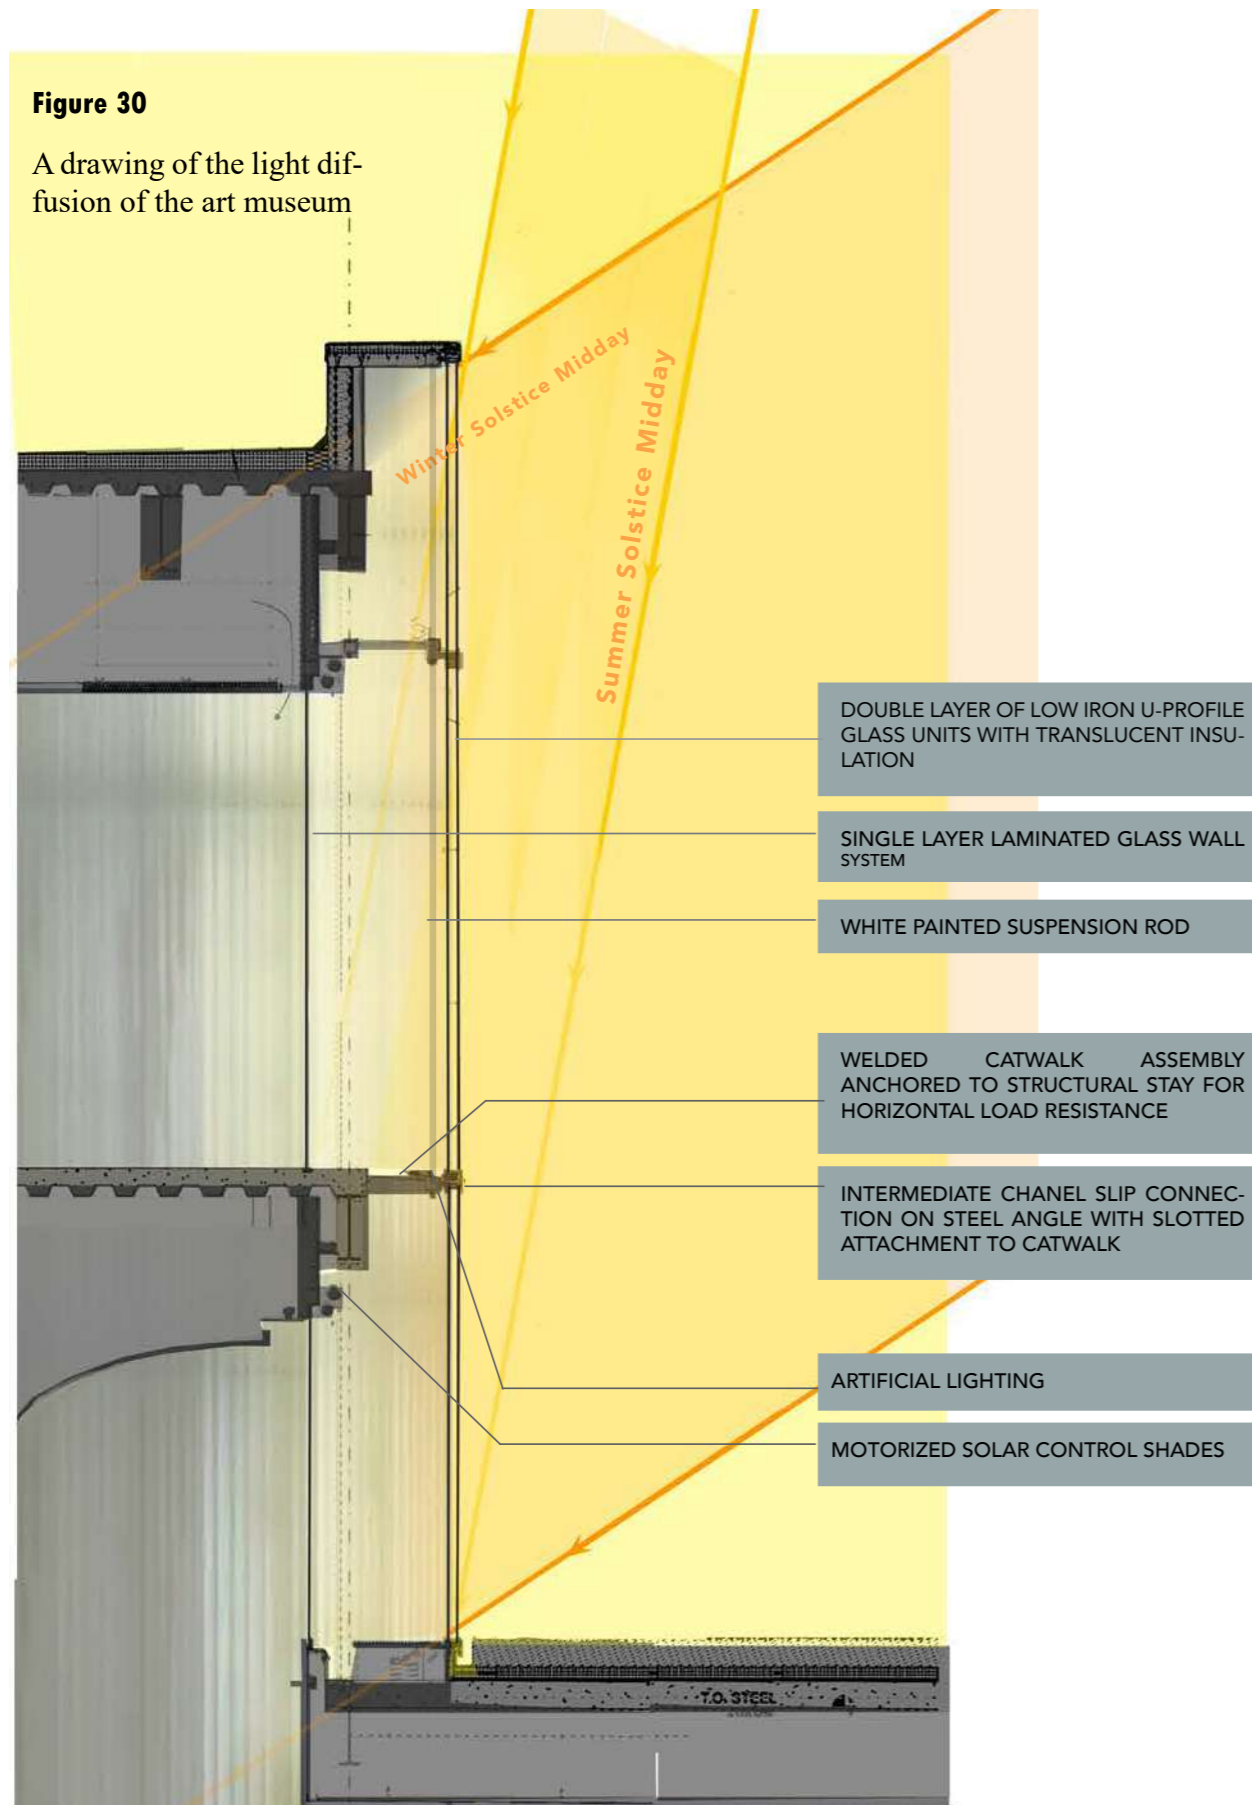 Figure 30
A drawing of the light dif-
fusion of the art museum
Winter Solstice Midday
Summer Solstice Midday
DOUBLE LAYER OF LOW IRON U-PROFILE
GLASS UNITS WITH TRANSLUCENT INSU-
LATION
SINGLE LAYER LAMINATED GLASS WALL
SYSTEM
WHITE PAINTED SUSPENSION ROD
WELDED CATWALK ASSEMBLY
ANCHORED TO STRUCTURAL STAY FOR
HORIZONTAL LOAD RESISTANCE
INTERMEDIATE CHANEL SLIP CONNEC-
TION ON STEEL ANGLE WITH SLOTTED
ATTACHMENT TO CATWALK
ARTIFICIAL LIGHTING
MOTORIZED SOLAR CONTROL SHADES
T.O. STEEL